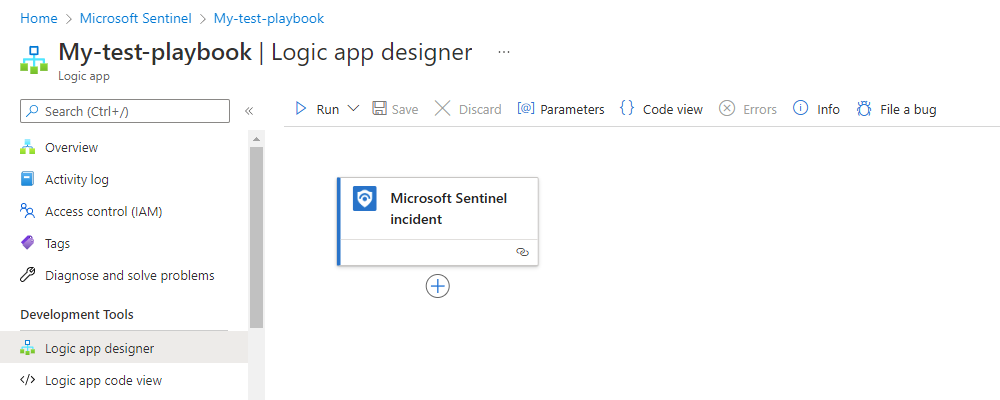 Home > Microsoft Sentinel > My-test-playbook
My-test-playbook | Logic app designer ...
Logic app
Search (Ctrl+/) «
Run Save Discard [@] Parameters {} Code view Errors Info File a bug
Overview
Activity log
Access control (IAM)
Tags
Diagnose and solve problems
Development Tools
Logic app designer
</> Logic app code view
Microsoft Sentinel
incident